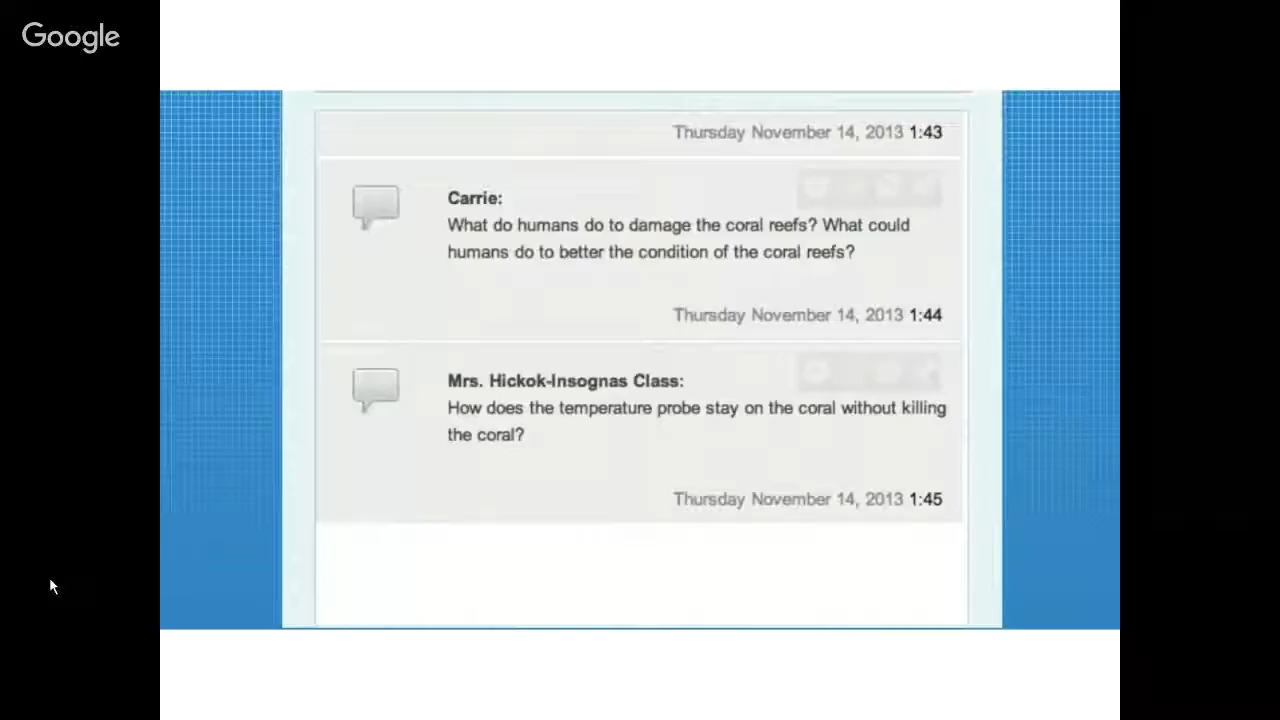 Google
Thursday November 14, 2013 1:43
Carrie:
What do humans do to damage the coral reefs? What could
humans do to better the condition of the coral reefs?
Thursday November 14, 2013 1:44
Mrs. Hickok-Insognas Class:
How does the temperature probe stay on the coral without killing
the coral?
Thursday November 14, 2013 1:45